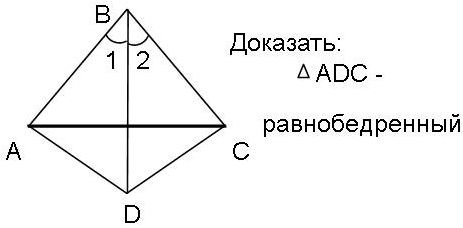 B
Доказать:
1 2
Δ ADC -
равнобедренный
A
C
D